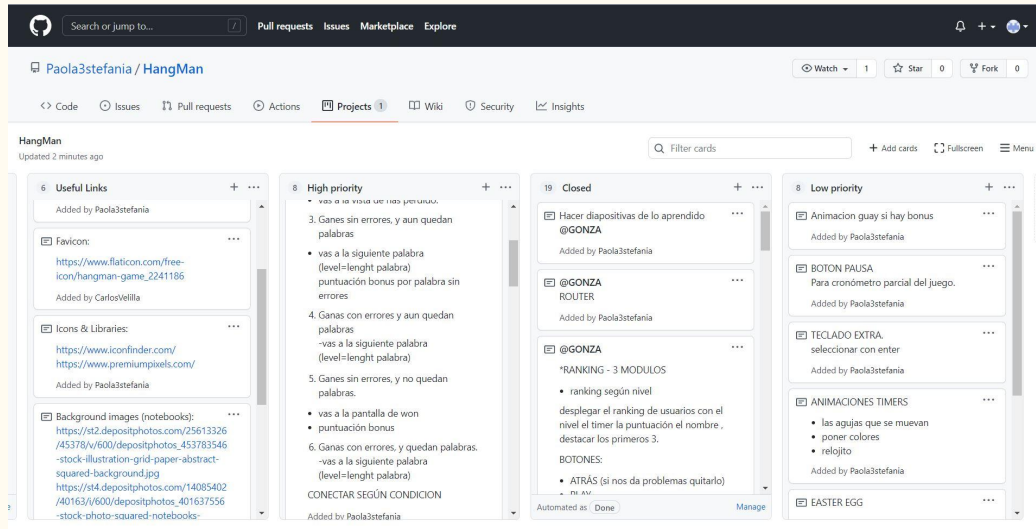 Search or jump to... /
Pull requests Issues Marketplace Explore
Paola3stefania / HangMan
Watch 1 Star 0 Fork 0
Code Issues Pull requests Actions Projects 1 Wiki Security Insights
HangMan
Updated 2 minutes ago
Filter cards
+ Add cards Fullscreen Menu
6 Useful Links
Added by Paola3stefania
Favicon:
https://www.flaticon.com/free-
icon/hangman-game_2241186
Added by CarlosVelilla
Icons & Libraries:
https://www.iconfinder.com/
https://www.premiumpixels.com/
Added by Paola3stefania
Background images (notebooks):
https://st2.depositphotos.com/25613326
/45378/v/600/depositphotos_453783546
-stock-illustration-grid-paper-abstract-
squared-background.jpg
https://st4.depositphotos.com/14085402
/40163/i/600/depositphotos_401637556
-stock-photo-squared-notebooks-
8 High priority
vas a la vista de has perdido.
3. Ganes sin errores, y aun quedan
palabras
vas a la siguiente palabra
(level=lenght palabra)
puntuación bonus por palabra sin
errores
4. Ganas con errores y aun quedan
palabras
-vas a la siguiente palabra
(level=lenght palabra)
5. Ganes sin errores, y no quedan
palabras.
vas a la pantalla de won
puntuación bonus
6. Ganas con errores, y quedan palabras.
-vas a la siguiente palabra
(level=lenght palabra)
CONECTAR SEGÚN CONDICION
Added by Paola3stefania
19 Closed
Hacer diapositivas de lo aprendido
@GONZA
Added by Paola3stefania
@GONZA
ROUTER
Added by Paola3stefania
@GONZA
*RANKING - 3 MODULOS
ranking según nivel
desplegar el ranking de usuarios con el
nivel el timer la puntuación el nombre ,
destacar los primeros 3.
BOTONES:
ATRÁS (si nos da problemas quitarlo)
PLAY
Automated as Done Manage
8 Low priority
Animacion guay si hay bonus
Added by Paola3stefania
BOTON PAUSA
Para cronómetro parcial del juego.
Added by Paola3stefania
TECLADO EXTRA.
seleccionar con enter
Added by Paola3stefania
ANIMACIONES TIMERS
las agujas que se muevan
poner colores
relojito
Added by Paola3stefania
EASTER EGG